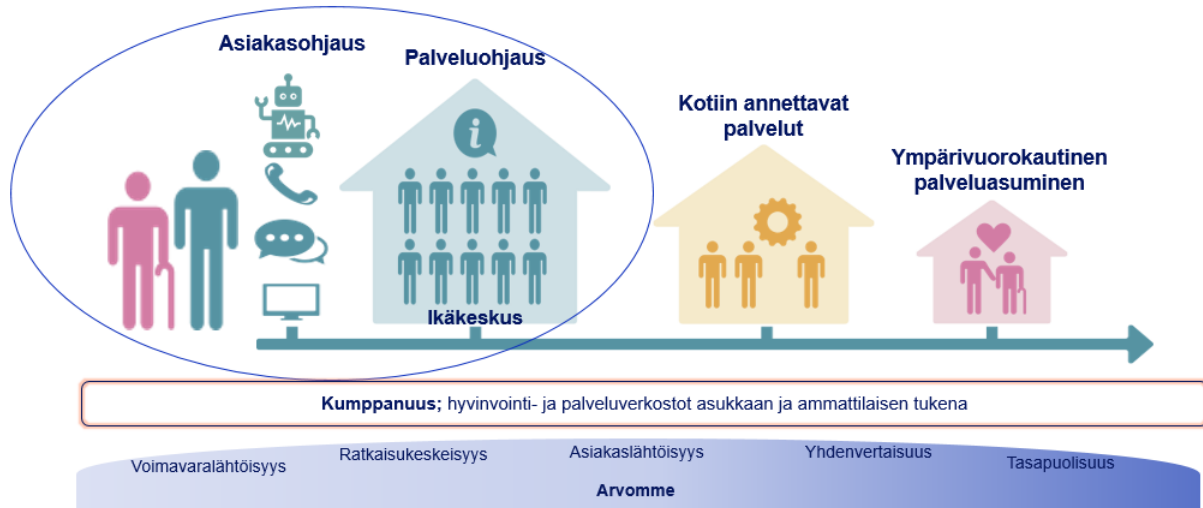 Asiakasohjaus
Palveluohjaus
i
Ikäkeskus
Kotiin annettavat
palvelut
Ympärivuorokautinen
palveluasuminen
Kumppanuus; hyvinvointi- ja palveluverkostot asukkaan ja ammattilaisen tukena
Voimavaralähtöisyys
Ratkaisukeskeisyys
Asiakaslähtöisyys
Yhdenvertaisuus
Tasapuolisuus
Arvomme